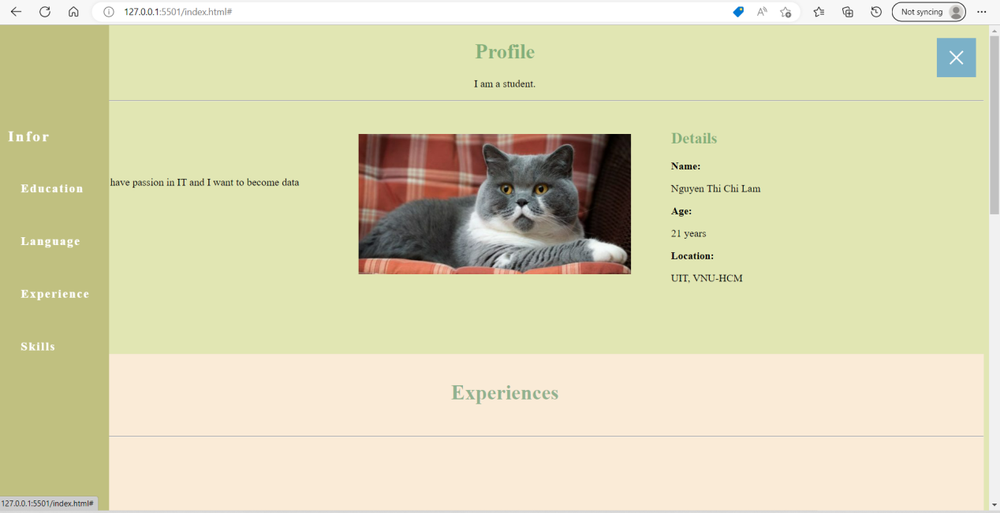 127.0.0.1:5501/index.html#
Not syncing
Profile
I am a student.
Infor
Education
Language
Experience
Skills
have passion in IT and I want to become data
Details
Name:
Nguyen Thi Chi Lam
Age:
21 years
Location:
UIT, VNU-HCM
Experiences
127.0.0.1:5501/index.html#